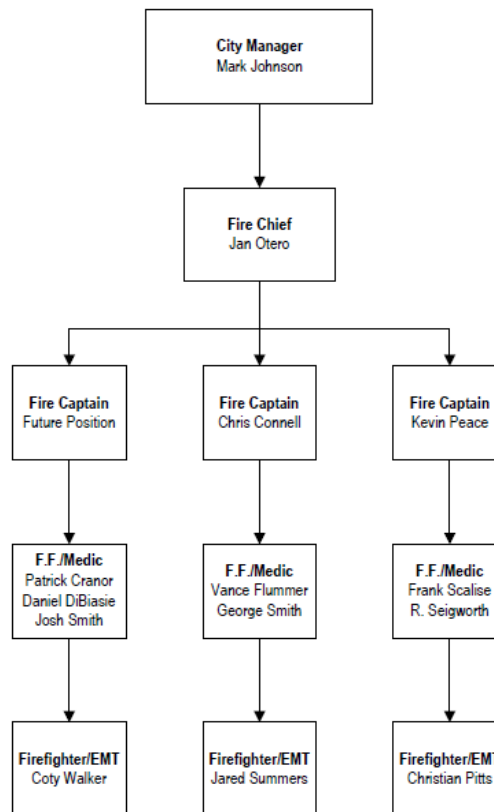 City Manager
Mark Johnson
Fire Chief
Jan Otero
Fire Captain
Future Position
Fire Captain
Chris Connell
Fire Captain
Kevin Peace
F.F./Medic
Patrick Cranor
Daniel DiBiasie
Josh Smith
F.F./Medic
Vance Flummer
George Smith
F.F./Medic
Frank Scalise
R. Seigworth
Firefighter/EMT
Coty Walker
Firefighter/EMT
Jared Summers
Firefighter/EMT
Christian Pitts